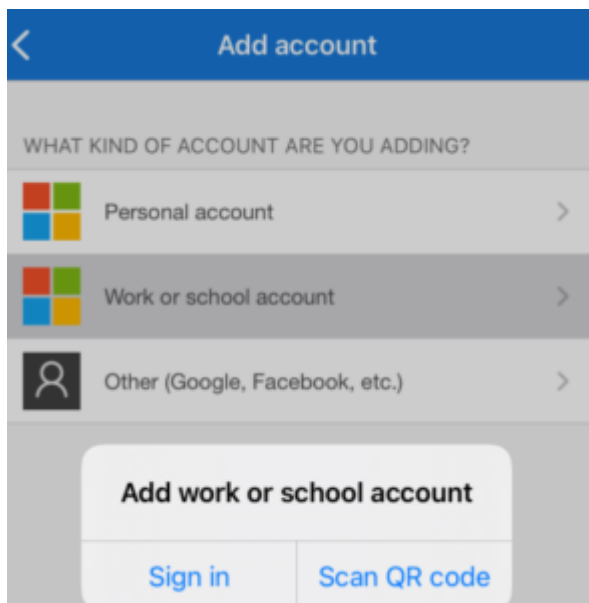 Add account
WHAT KIND OF ACCOUNT ARE YOU ADDING?
Personal account
Work or school account
Other (Google, Facebook, etc.)
Add work or school account
Sign in
Scan QR code